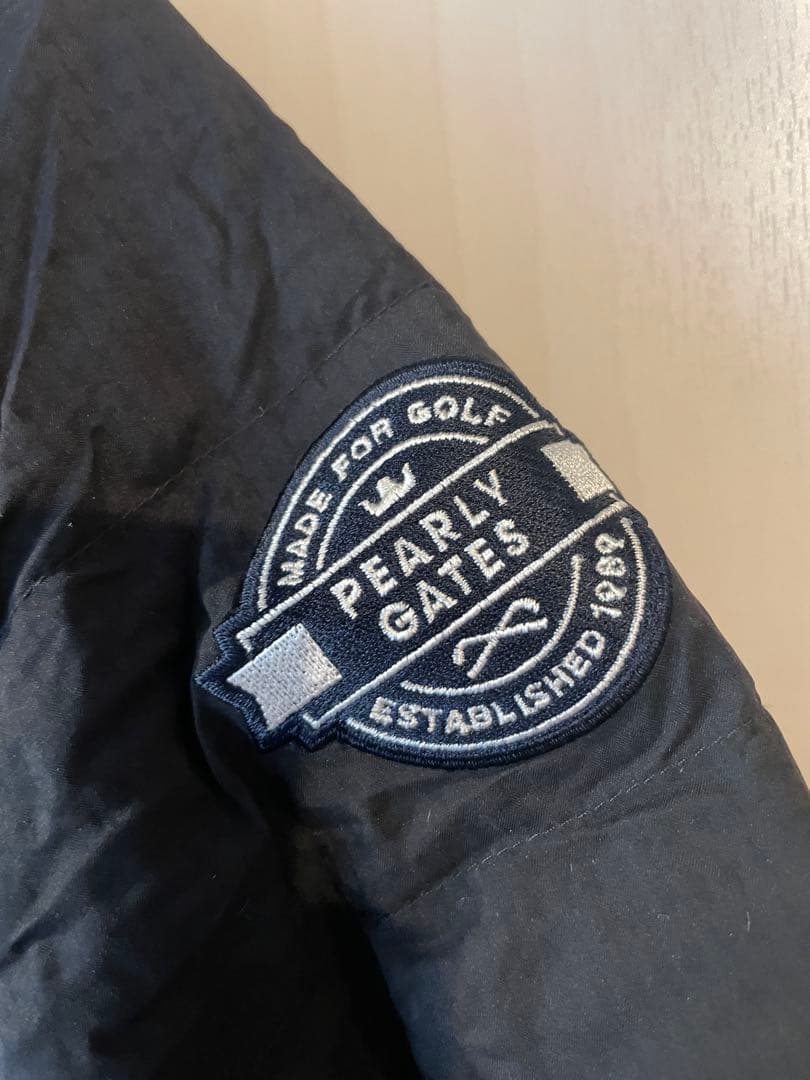 MADE FOR GOLF
PEARLY
GATES
ESTABLISHED 1989